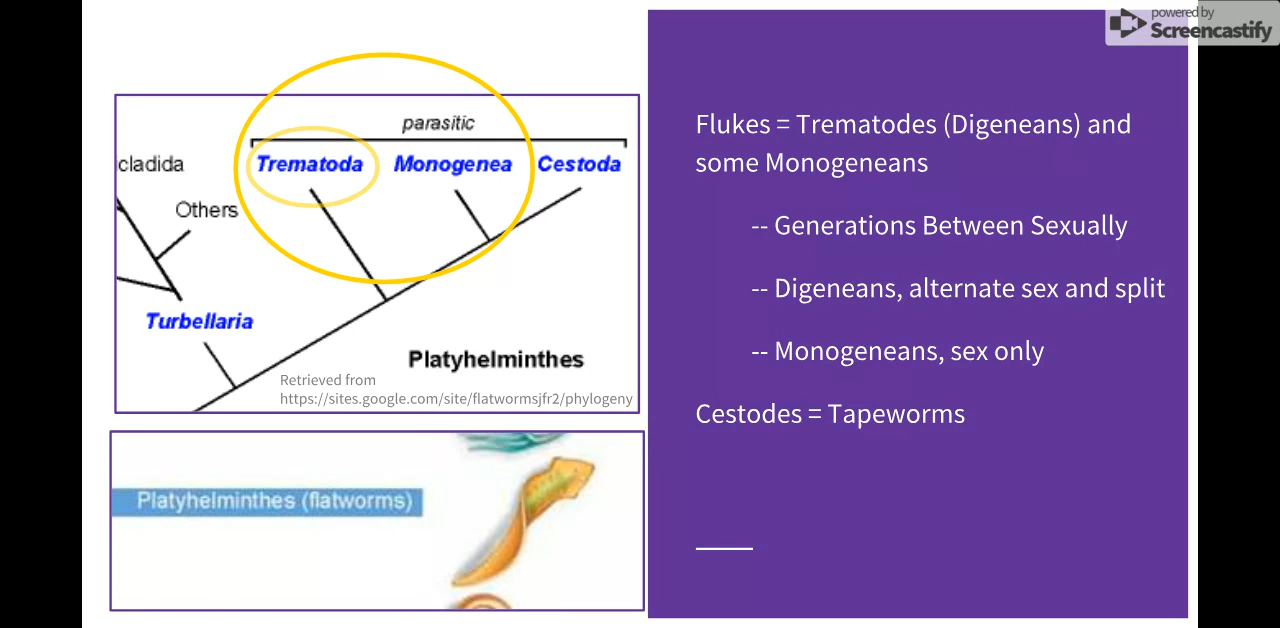 powered by
Screencastify
parasitic
cladida
Trematoda
Monogenea
Cestoda
Others
Turbellaria
Platyhelminthes
Retrieved from
https://sites.google.com/site/flatwormsjfr2/phylogeny
Platyhelminthes (flatworms)
Flukes = Trematodes (Digeneans) and
some Monogeneans
-- Generations Between Sexually
-- Digeneans, alternate sex and split
-- Monogeneans, sex only
Cestodes = Tapeworms